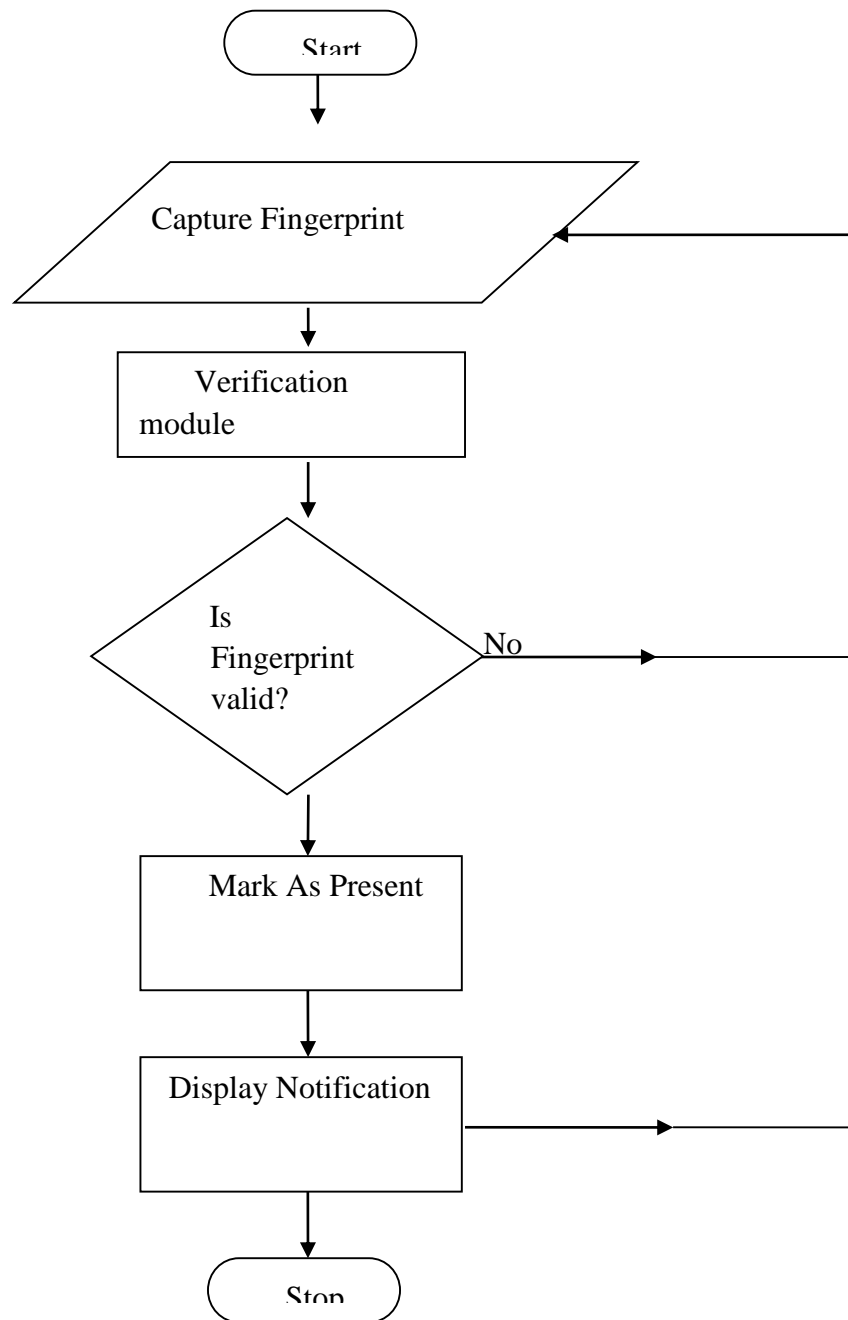 Start
Capture Fingerprint
Verification
module
Is
Fingerprint
valid?
No
Mark As Present
Display Notification
Stop